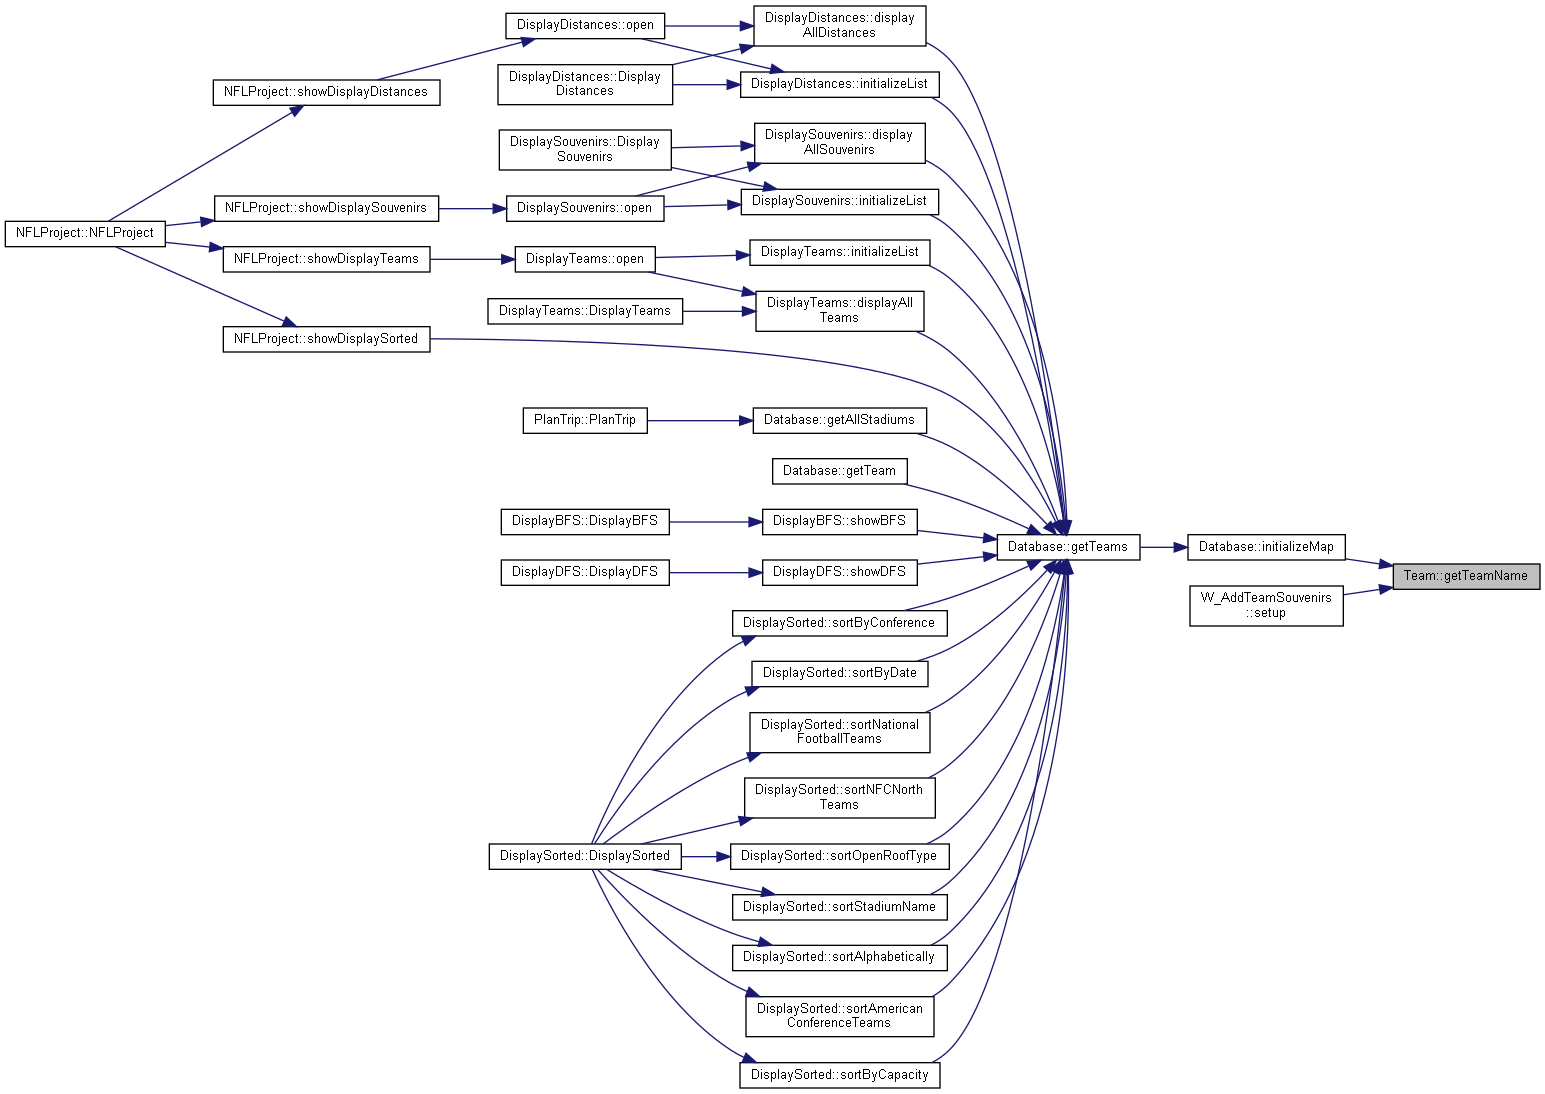 DisplayDistances::open
DisplayDistances::display
AllDistances
NFLProject::showDisplayDistances
DisplayDistances::Display
Distances
DisplayDistances::initializeList
DisplaySouvenirs::Display
Souvenirs
DisplaySouvenirs::display
AllSouvenirs
NFLProject::NFLProject
NFLProject::showDisplaySouvenirs
DisplaySouvenirs::open
DisplaySouvenirs::initializeList
NFLProject::showDisplayTeams
DisplayTeams::open
DisplayTeams::initializeList
DisplayTeams::DisplayTeams
DisplayTeams::displayAll
Teams
NFLProject::showDisplaySorted
PlanTrip::PlanTrip
Database::getAllStadiums
Database::getTeam
DisplayBFS::DisplayBFS
DisplayBFS::showBFS
Database::getTeams
Database::initializeMap
Team::getTeamName
DisplayDFS::DisplayDFS
DisplayDFS::showDFS
W_AddTeamSouvenirs
::setup
DisplaySorted::sortByConference
DisplaySorted::sortByDate
DisplaySorted::sortNational
FootballTeams
DisplaySorted::sortNFCNorth
Teams
DisplaySorted::DisplaySorted
DisplaySorted::sortOpenRoofType
DisplaySorted::sortStadiumName
DisplaySorted::sortAlphabetically
DisplaySorted::sortAmerican
ConferenceTeams
DisplaySorted::sortByCapacity